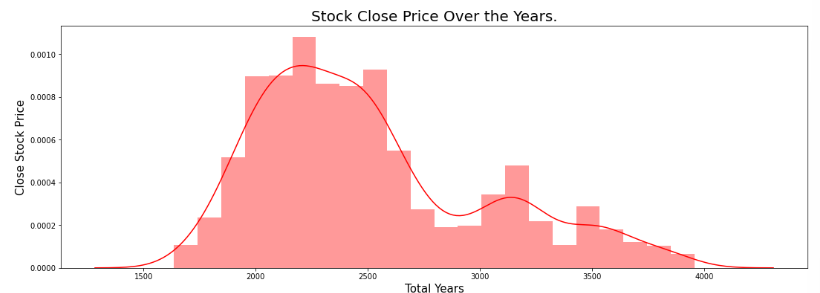 Stock Close Price Over the Years.
Close Stock Price
0.0010
0.0008
0.0006
0.0004
0.0002
0.0000
1500 2000 2500 3000 3500 4000
Total Years